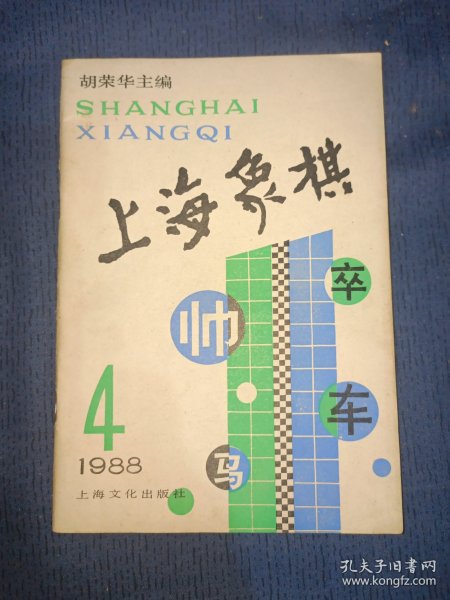 胡荣华主编
SHANGHAI
XIANGQI
上海象棋
卒
帅
车
马
4
1988
上海文化出版社
孔夫子旧书网
www.kongfz.com